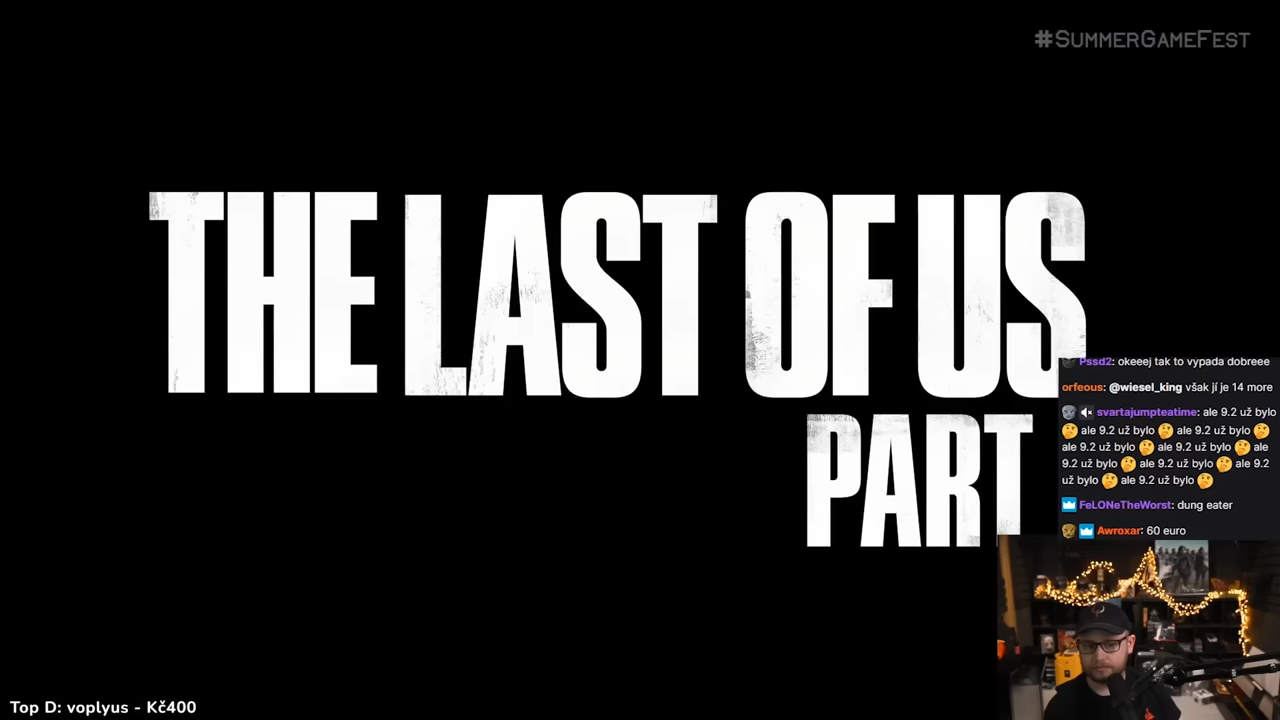 #SUMMERGAMEFEST
THE LAST OF US
PART
Pssd2: okeeej tak to vypada dobreee
orfeous: @wiesel_king však jí je 14 more
svartajumpteatime: ale 9.2 už bylo
🤔 ale 9.2 už bylo 🤔 ale 9.2 už bylo 🤔
ale 9.2 už bylo 🤔 ale 9.2 už bylo 🤔 ale
9.2 už bylo 🤔 ale 9.2 už bylo 🤔 ale 9.2
už bylo 🤔 ale 9.2 už bylo 🤔
FeLONeTheWorst: dung eater
Awroxar: 60 euro
Top D: voplyus - Kč400